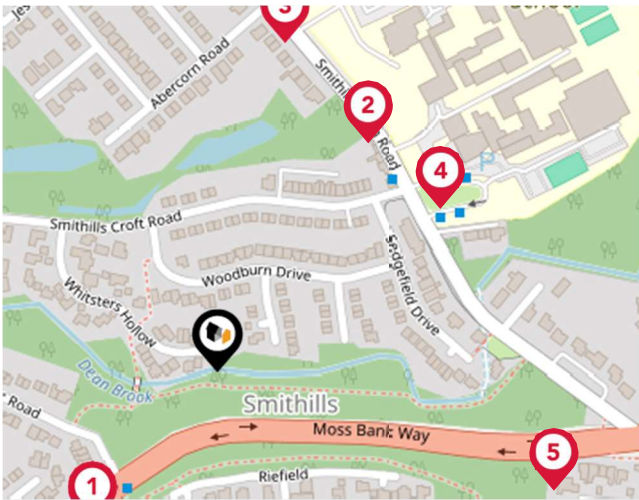 3
Abercorn Road
2
Road
4
P
Smithills Croft Road
Sedgefield Drive
Woodburn Drive
Whitsters Hollow
Dean Brook
Smithills
Road
Moss Bank Way
5
1
Riefield